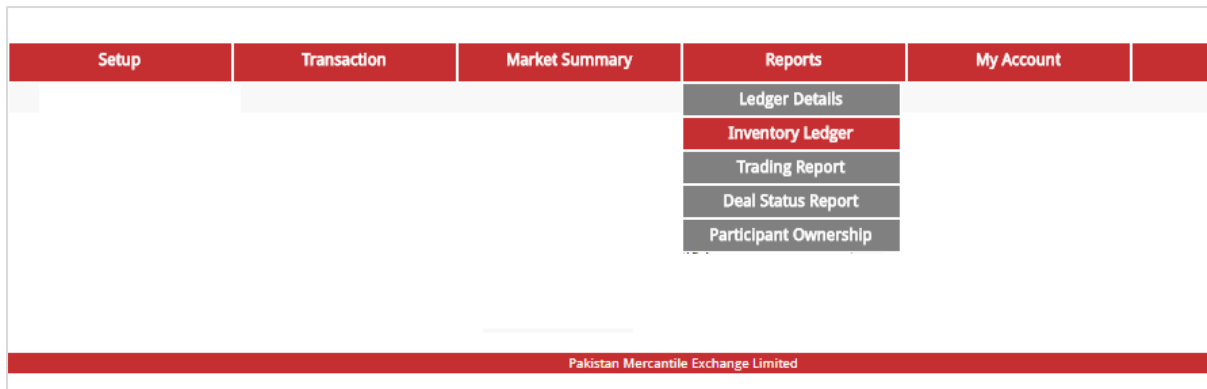 Setup Transaction Market Summary Reports My Account
Ledger Details
Inventory Ledger
Trading Report
Deal Status Report
Participant Ownership
Pakistan Mercantile Exchange Limited